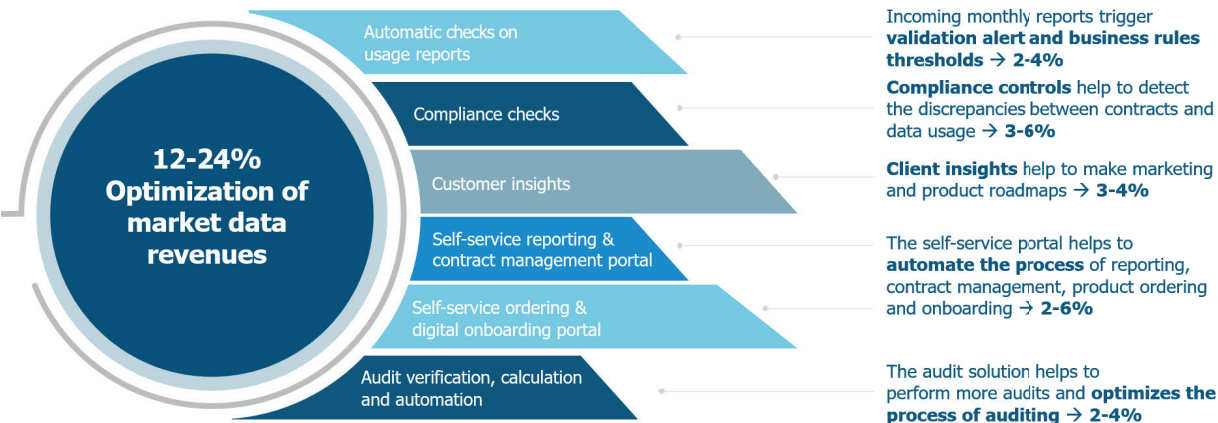 12-24%
Optimization of
market data
revenues
Automatic checks on
usage reports
Compliance checks
Customer insights
Self-service reporting &
contract management portal
Self-service ordering &
digital onboarding portal
Audit verification, calculation
and automation
Incoming monthly reports trigger
validation alert and business rules
thresholds → 2-4%
Compliance controls help to detect
the discrepancies between contracts and
data usage → 3-6%
Client insights help to make marketing
and product roadmaps → 3-4%
The self-service portal helps to
automate the process of reporting,
contract management, product ordering
and onboarding → 2-6%
The audit solution helps to
perform more audits and optimizes the
process of auditing → 2-4%